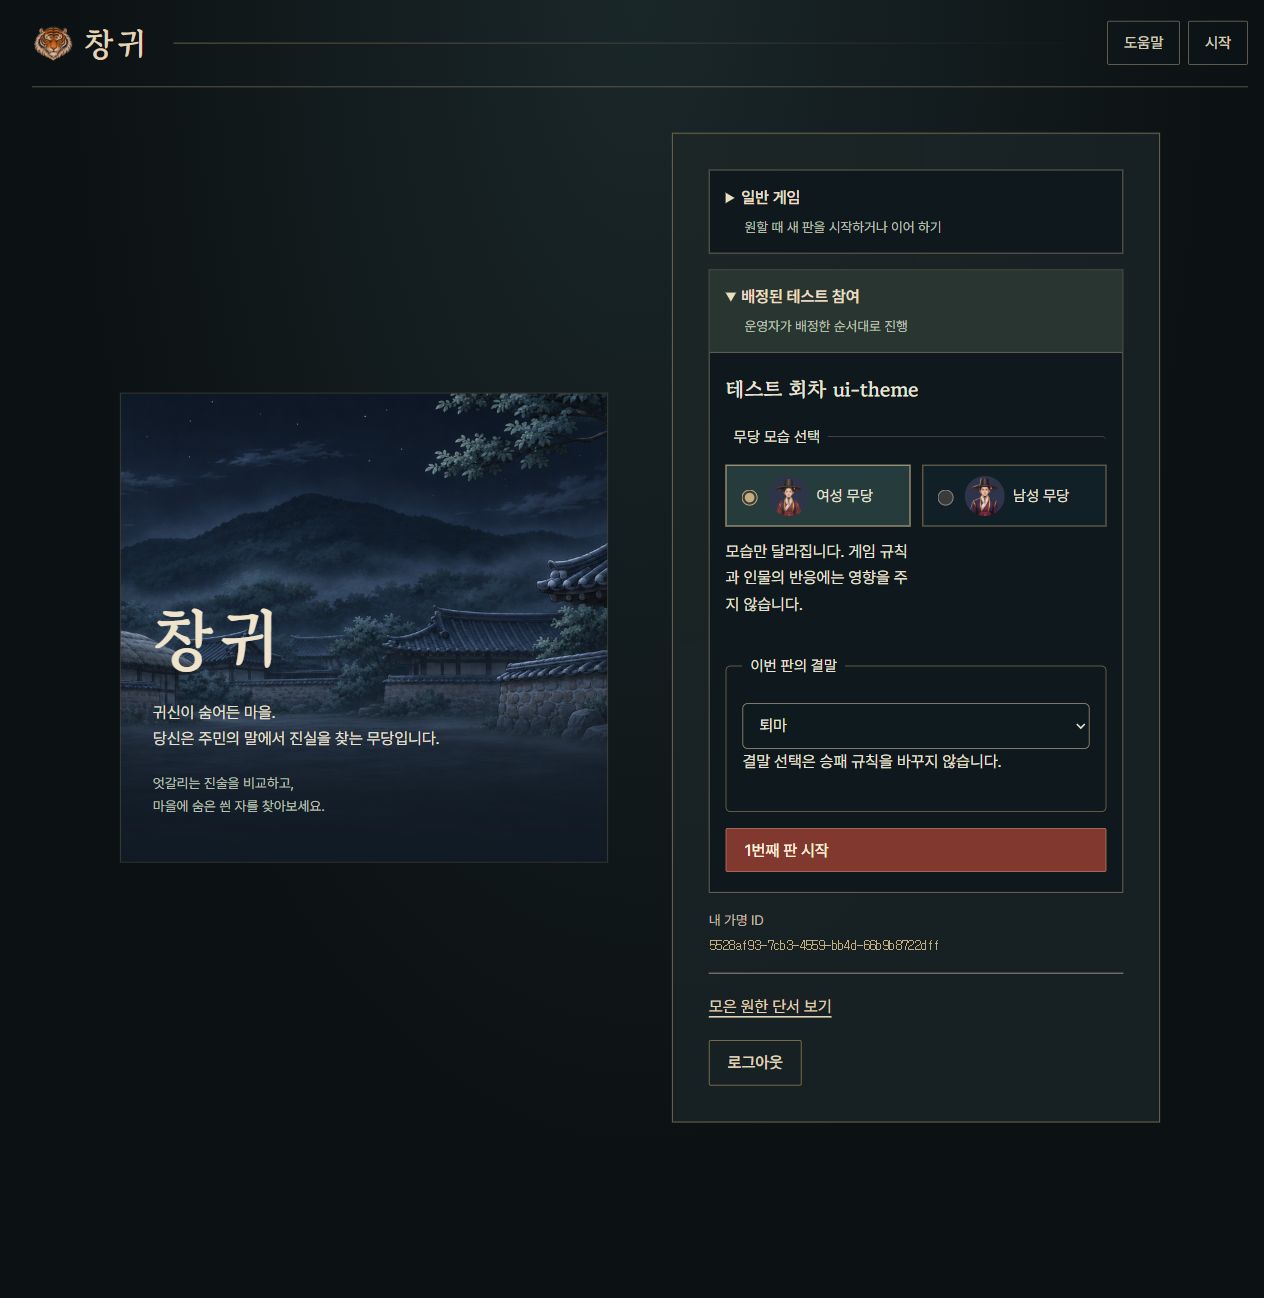 창귀
도움말
시작
창귀
귀신이 숨어든 마을.
당신은 주민의 말에서 진실을 찾는 무당입니다.
엇갈리는 진술을 비교하고,
마을에 숨은 씐 자를 찾아보세요.
▶ 일반 게임
원할 때 새 판을 시작하거나 이어 하기
▼ 배정된 테스트 참여
운영자가 배정한 순서대로 진행
테스트 회차 ui-theme
무당 모습 선택
여성 무당
남성 무당
모습만 달라집니다. 게임 규칙
과 인물의 반응에는 영향을 주
지 않습니다.
이번 판의 결말
퇴마
결말 선택은 승패 규칙을 바꾸지 않습니다.
1번째 판 시작
내 가명 ID
5528af93-7cb3-4559-bb4d-66b9b8722dff
모은 원한 단서 보기
로그아웃